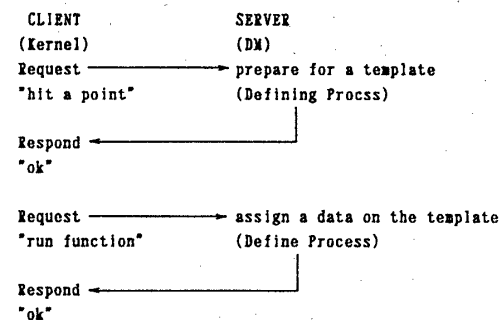 CLIENT SERVER
(Kernel) (DM)
Request prepare for a template
"hit a point" (Defining Procss)
Respond
"ok"
Request assign a data on the template
"run function" (Define Process)
Respond
"ok"